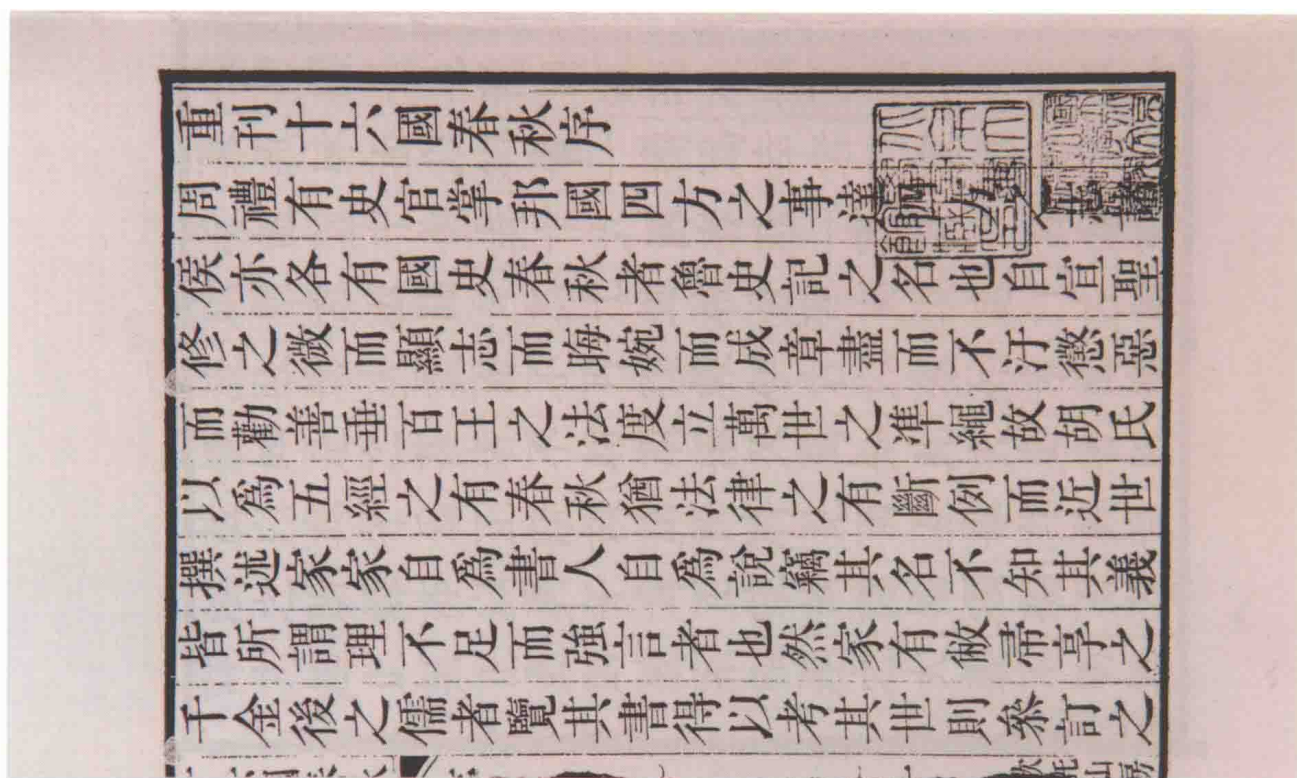 重刊十六國春秋序
周禮有史官掌邦國四方之事達
侯亦各有國史春秋者魯史記之名也自宣聖
修之微而顯志而晦婉而成章盡而不汙懲惡
而勸善垂百王之法度立萬世之準繩故胡氏
以爲五經之有春秋猶法律之有斷例而近世
撰述家家自爲書人自爲說竊其名不知其義
皆所謂理不足而強言者也然家有敝帚享之
千金後之儒者覽其書得以考其世則叅訂之